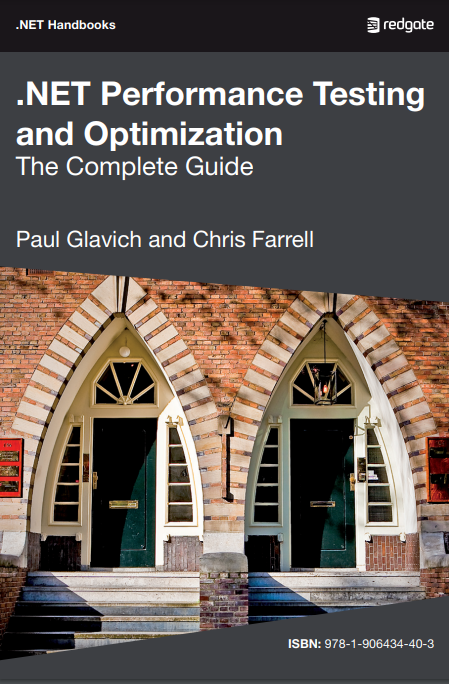 .NET Handbooks
redgate
.NET Performance Testing
and Optimization
The Complete Guide
Paul Glavich and Chris Farrell
ISBN: 978-1-906434-40-3